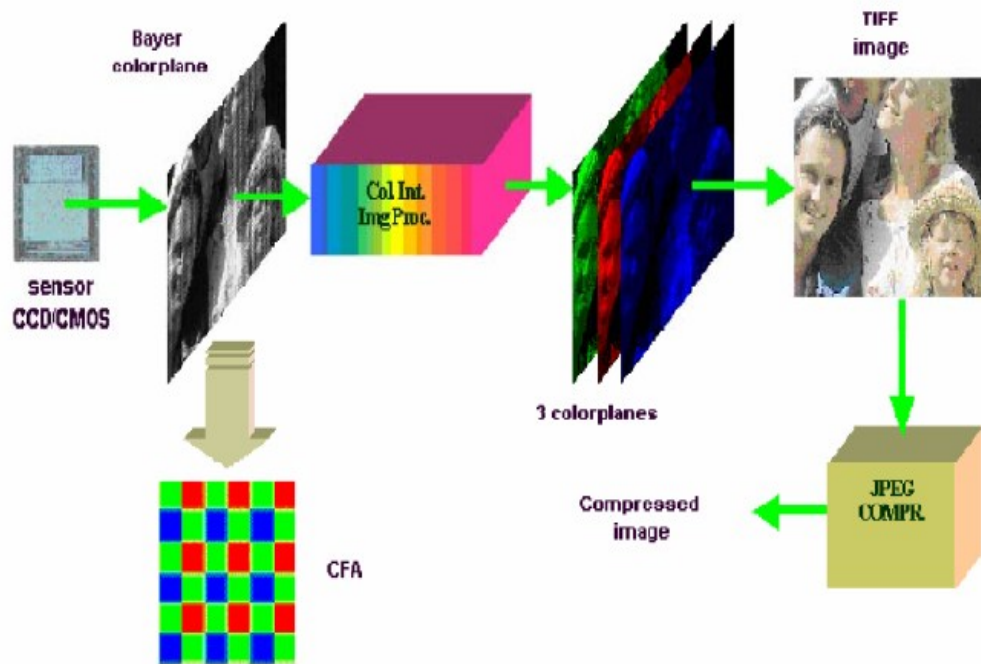 Bayer
colorplane
TIFF
image
Col. Int.
Img Proc.
sensor
CCD/CMOS
3 colorplanes
JPEG
COMPR.
Compressed
image
CFA